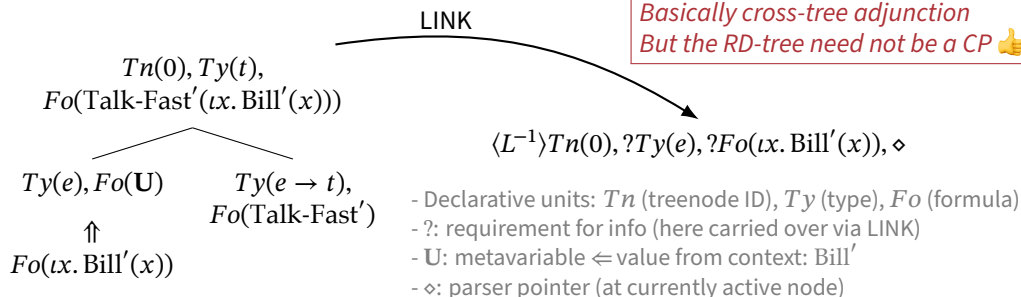 LINK
Basically cross-tree adjunction
But the RD-tree need not be a CP 👍
Tn(0), Ty(t),
Fo(Talk-Fast′(ιx. Bill′(x)))
⟨L⁻¹⟩Tn(0), ?Ty(e), ?Fo(ιx. Bill′(x)), ⋄
Ty(e), Fo(U)
Ty(e → t),
Fo(Talk-Fast′)
⇑
Fo(ιx. Bill′(x))
- Declarative units: Tn (treenode ID), Ty (type), Fo (formula)
- ?: requirement for info (here carried over via LINK)
- U: metavariable ⇐ value from context: Bill′
- ⋄: parser pointer (at currently active node)